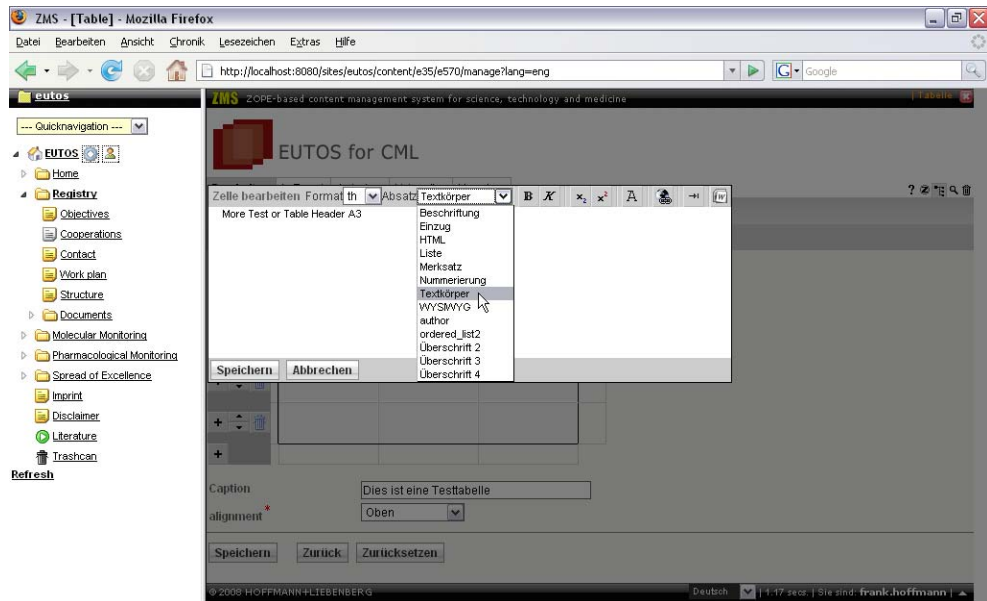 ZMS - [Table] - Mozilla Firefox
Datei Bearbeiten Ansicht Chronik Lesezeichen Extras Hilfe
http://localhost:8080/sites/eutos/content/e35/e570/manage?lang=eng
G Google
eutos
ZMS ZOPE-based content management system for science, technology and medicine
| Tabelle
--- Quicknavigation ---
EUTOS
Home
Registry
Objectives
Cooperations
Contact
Work plan
Structure
Documents
Molecular Monitoring
Pharmacological Monitoring
Spread of Excellence
Imprint
Disclaimer
Literature
Trashcan
Refresh
EUTOS for CML
Zelle bearbeiten Format th Absatz Textkörper B K x2 x² A W
More Test or Table Header A3
Beschriftung
Einzug
HTML
Liste
Merksatz
Nummerierung
Textkörper
WYSIWYG
author
ordered_list2
Überschrift 2
Überschrift 3
Überschrift 4
Speichern Abbrechen
+
+
Caption Dies ist eine Testtabelle
alignment* Oben
Speichern Zurück Zurücksetzen
© 2008 HOFFMANN+LIEBENBERG
Deutsch | 1.17 secs. | Sie sind: frank.hoffmann |